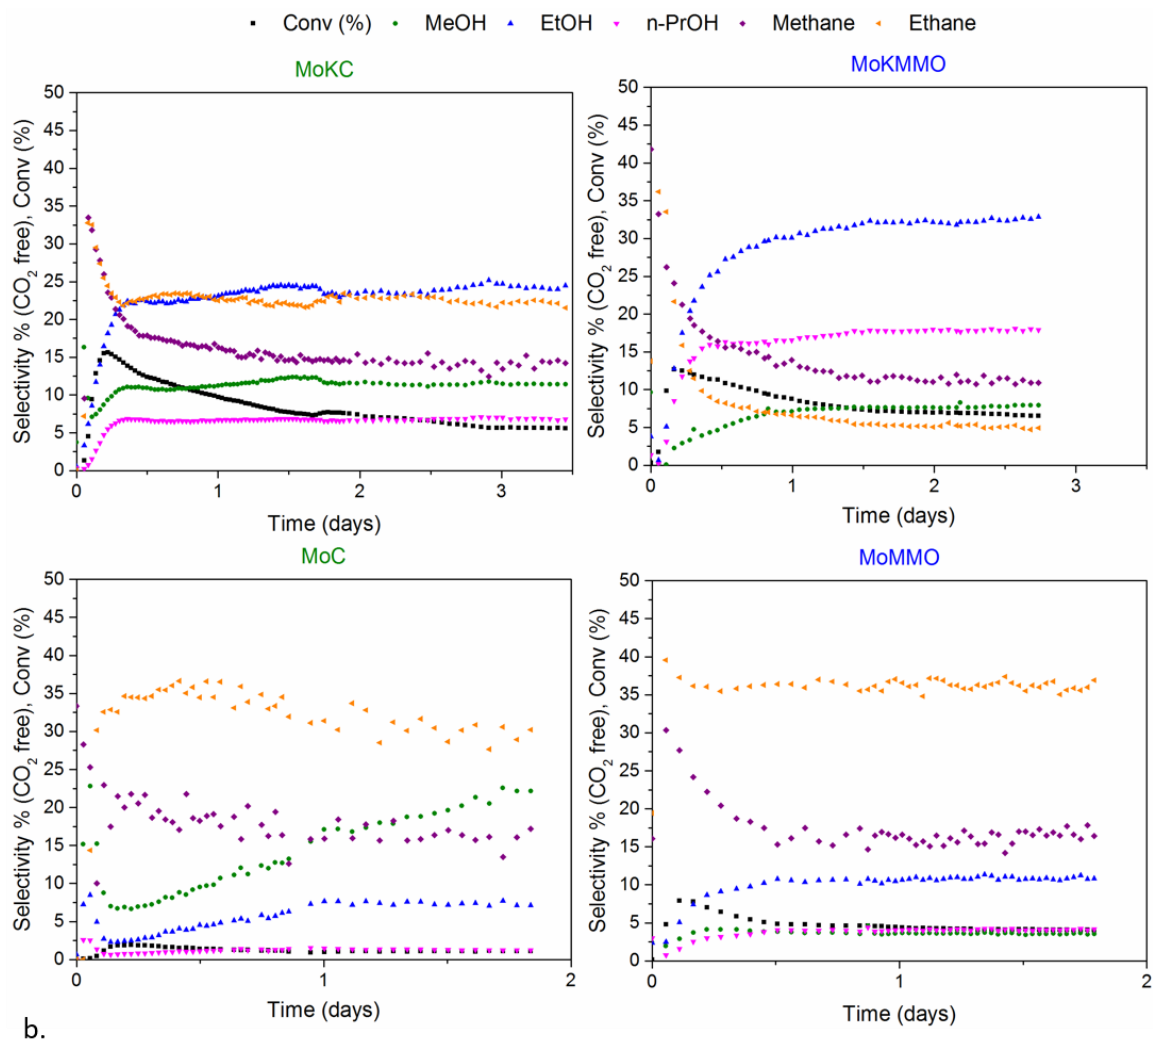 Conv (%) MeOH EtOH n-PrOH Methane Ethane
MoKC
Selectivity % (CO2 free), Conv (%)
50
45
40
35
30
25
20
15
10
5
0
0 1 2 3
Time (days)
MoKMMO
Selectivity % (CO2 free), Conv (%)
50
45
40
35
30
25
20
15
10
5
0
0 1 2 3
Time (days)
MoC
Selectivity % (CO2 free), Conv (%)
50
45
40
35
30
25
20
15
10
5
0
0 1 2
Time (days)
MoMMO
Selectivity % (CO2 free), Conv (%)
50
45
40
35
30
25
20
15
10
5
0
0 1 2
Time (days)
b.